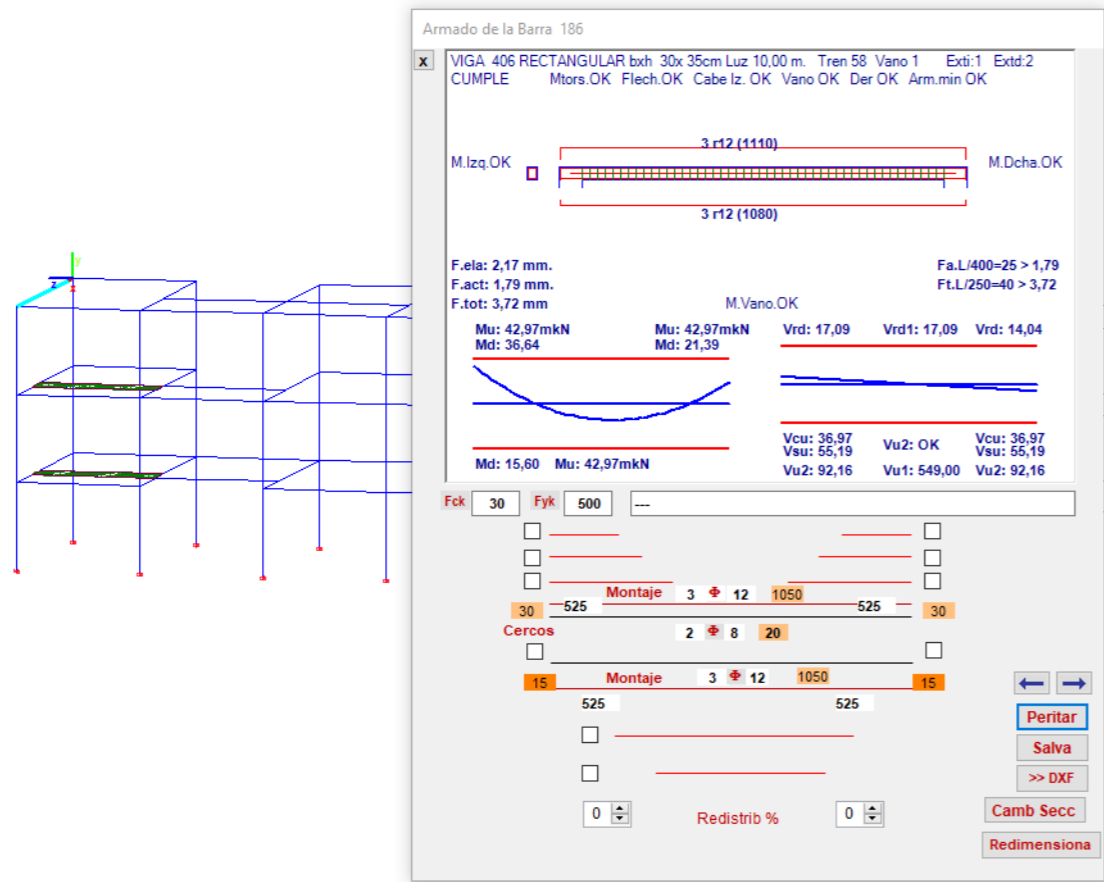 Armado de la Barra 186
x
VIGA 406 RECTANGULAR bxh 30x 35cm Luz 10,00 m. Tren 58 Vano 1 Exti:1 Extd:2
CUMPLE Mtors.OK Flech.OK Cabe Iz. OK Vano OK Der OK Arm.min OK
3 r12 (1110)
M.Izq.OK M.Dcha.OK
3 r12 (1080)
F.ela: 2,17 mm. Fa.L/400=25 > 1,79
F.act: 1,79 mm. Ft.L/250=40 > 3,72
F.tot: 3,72 mm M.Vano.OK
Mu: 42,97mkN Mu: 42,97mkN Vrd: 17,09 Vrd1: 17,09 Vrd: 14,04
Md: 36,64 Md: 21,39
Vcu: 36,97 Vu2: OK Vcu: 36,97
Vsu: 55,19 Vsu: 55,19
Md: 15,60 Mu: 42,97mkN Vu2: 92,16 Vu1: 549,00 Vu2: 92,16
Fck 30 Fyk 500 ---
Montaje 3 Φ 12 1050
30 525 525 30
Cercos 2 Φ 8 20
Montaje 3 Φ 12 1050
15 15
525 525
Peritar
Salva
>> DXF
0 Redistrib % 0
Camb Secc
Redimensiona
y
z